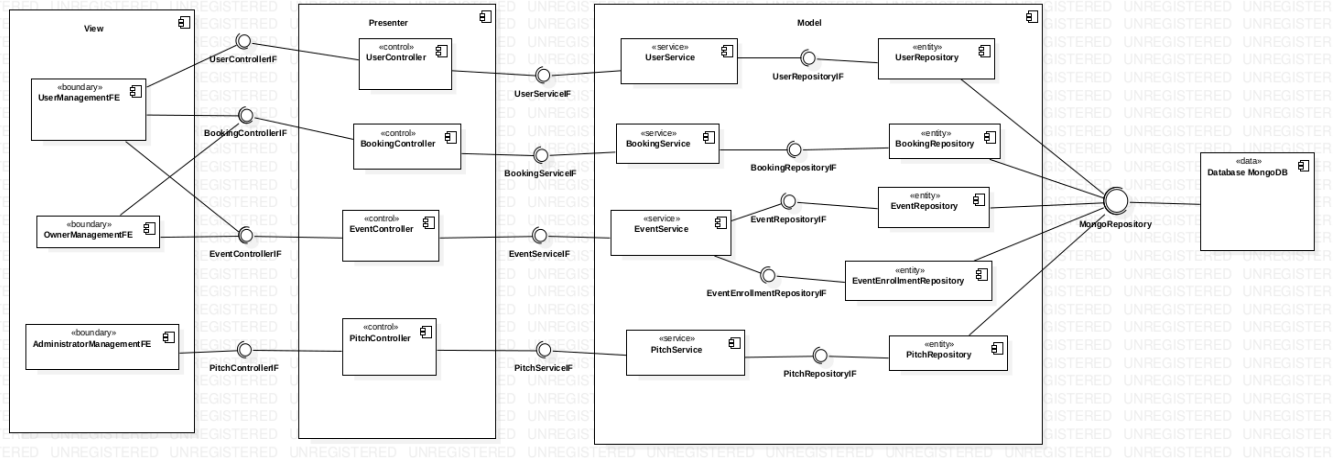 View
Presenter
Model
«boundary»
UserManagementFE
«boundary»
OwnerManagementFE
«boundary»
AdministratorManagementFE
UserControllerIF
BookingControllerIF
EventControllerIF
PitchControllerIF
«control»
UserController
«control»
BookingController
«control»
EventController
«control»
PitchController
UserServiceIF
BookingServiceIF
EventServiceIF
PitchServiceIF
«service»
UserService
«service»
BookingService
«service»
EventService
«service»
PitchService
UserRepositoryIF
BookingRepositoryIF
EventRepositoryIF
EventEnrollmentRepositoryIF
PitchRepositoryIF
«entity»
UserRepository
«entity»
BookingRepository
«entity»
EventRepository
«entity»
EventEnrollmentRepository
«entity»
PitchRepository
MongoRepository
«data»
Database MongoDB
UNREGISTERED